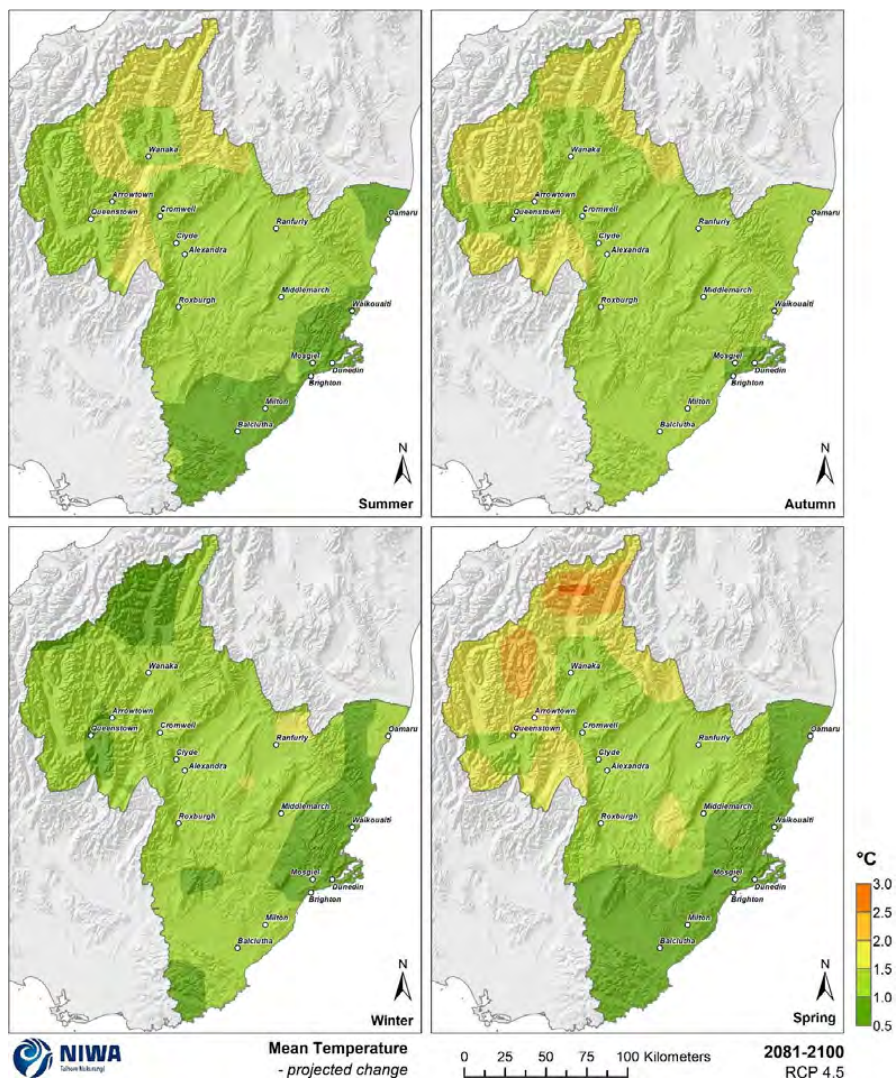 Wanaka
Arrowtown
Queenstown
Cromwell
Clyde
Alexandra
Ranfurly
Oamaru
Roxburgh
Middlemarch
Waikouaiti
Mosgiel
Dunedin
Brighton
Milton
Balclutha
N
Summer
Wanaka
Arrowtown
Queenstown
Cromwell
Clyde
Alexandra
Ranfurly
Oamaru
Roxburgh
Middlemarch
Waikouaiti
Mosgiel
Dunedin
Brighton
Milton
Balclutha
N
Autumn
Wanaka
Arrowtown
Queenstown
Cromwell
Clyde
Alexandra
Ranfurly
Oamaru
Roxburgh
Middlemarch
Waikouaiti
Mosgiel
Dunedin
Brighton
Milton
Balclutha
N
Winter
Wanaka
Arrowtown
Queenstown
Cromwell
Clyde
Alexandra
Ranfurly
Oamaru
Roxburgh
Middlemarch
Waikouaiti
Mosgiel
Dunedin
Brighton
Milton
Balclutha
N
Spring
°C
3.0
2.5
2.0
1.5
1.0
0.5
NIWA
Taihoro Nukurangi
Mean Temperature
- projected change
0 25 50 75 100 Kilometers
2081-2100
RCP 4.5